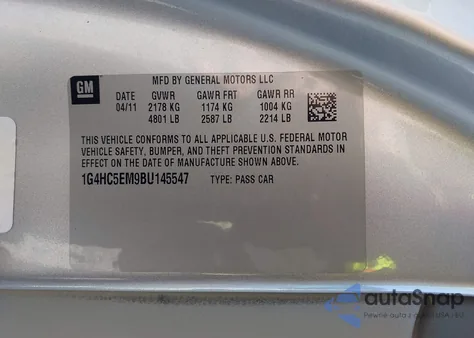 GM
MFD BY GENERAL MOTORS LLC
DATE GVWR GAWR FRT GAWR RR
04/11 2178 KG 1174 KG 1004 KG
4801 LB 2587 LB 2214 LB
THIS VEHICLE CONFORMS TO ALL APPLICABLE U.S. FEDERAL MOTOR
VEHICLE SAFETY, BUMPER, AND THEFT PREVENTION STANDARDS IN
EFFECT ON THE DATE OF MANUFACTURE SHOWN ABOVE.
1G4HC5EM9BU145547 TYPE: PASS CAR
autoSnap
Pewne auta z